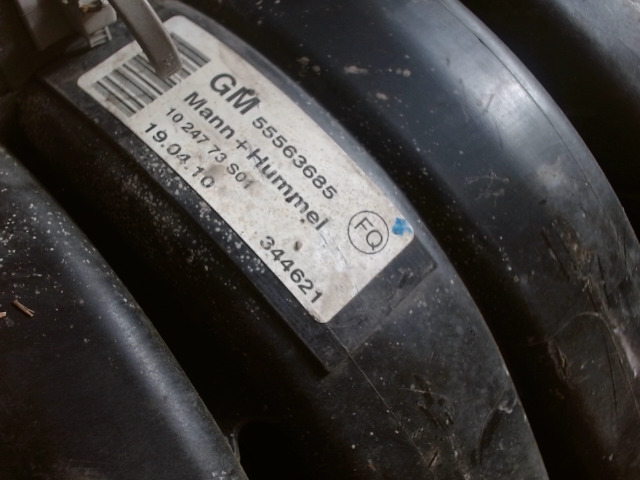 GM 55563685
Mann + Hummel
10 247 73 S01
19.04.10 344621
FQ